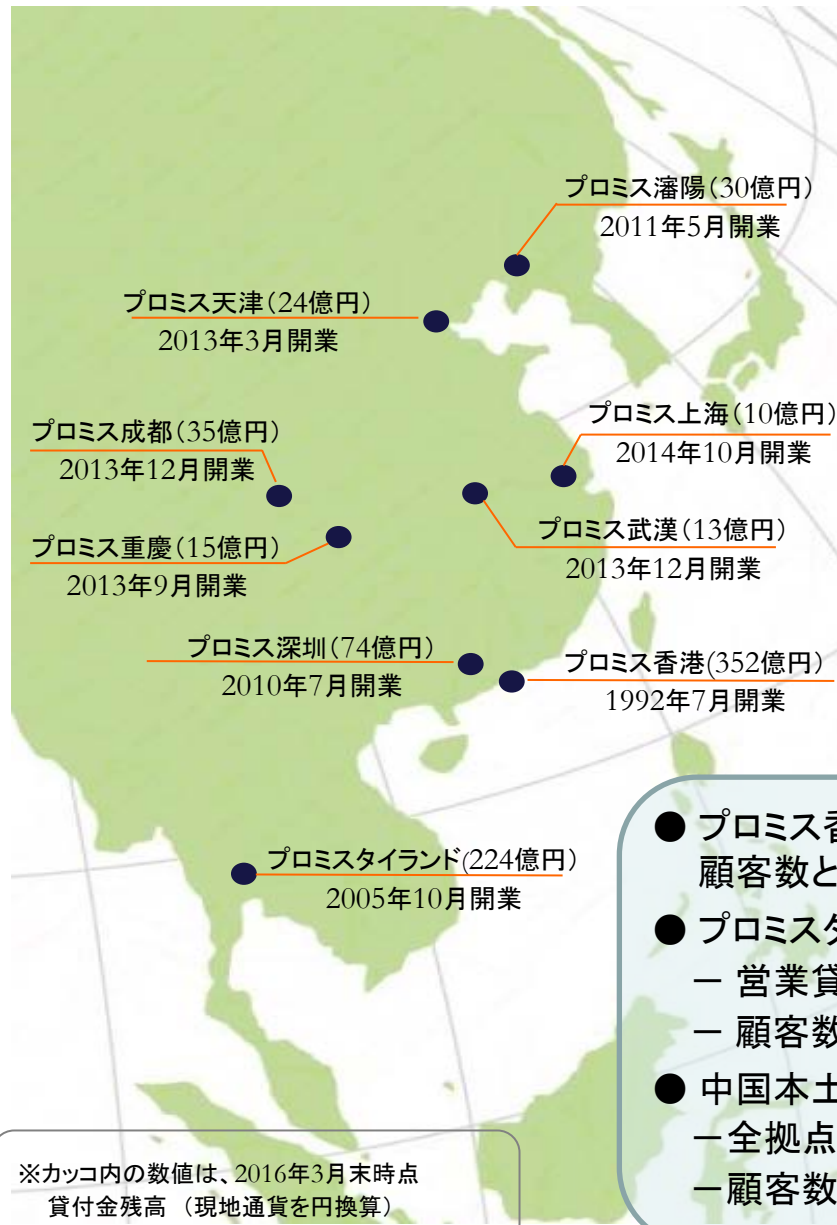 プロミス瀋陽(30億円)
2011年5月開業
プロミス天津(24億円)
2013年3月開業
プロミス上海(10億円)
2014年10月開業
プロミス成都(35億円)
2013年12月開業
プロミス武漢(13億円)
2013年12月開業
プロミス重慶(15億円)
2013年9月開業
プロミス深圳(74億円)
2010年7月開業
プロミス香港(352億円)
1992年7月開業
プロミスタイランド(224億円)
2005年10月開業
● プロミス
顧客数と
● プロミス
－ 営業貸
－ 顧客数
● 中国本土
－全拠点
－顧客数
※カッコ内の数値は、2016年3月末時点
貸付金残高 (現地通貨を円換算)